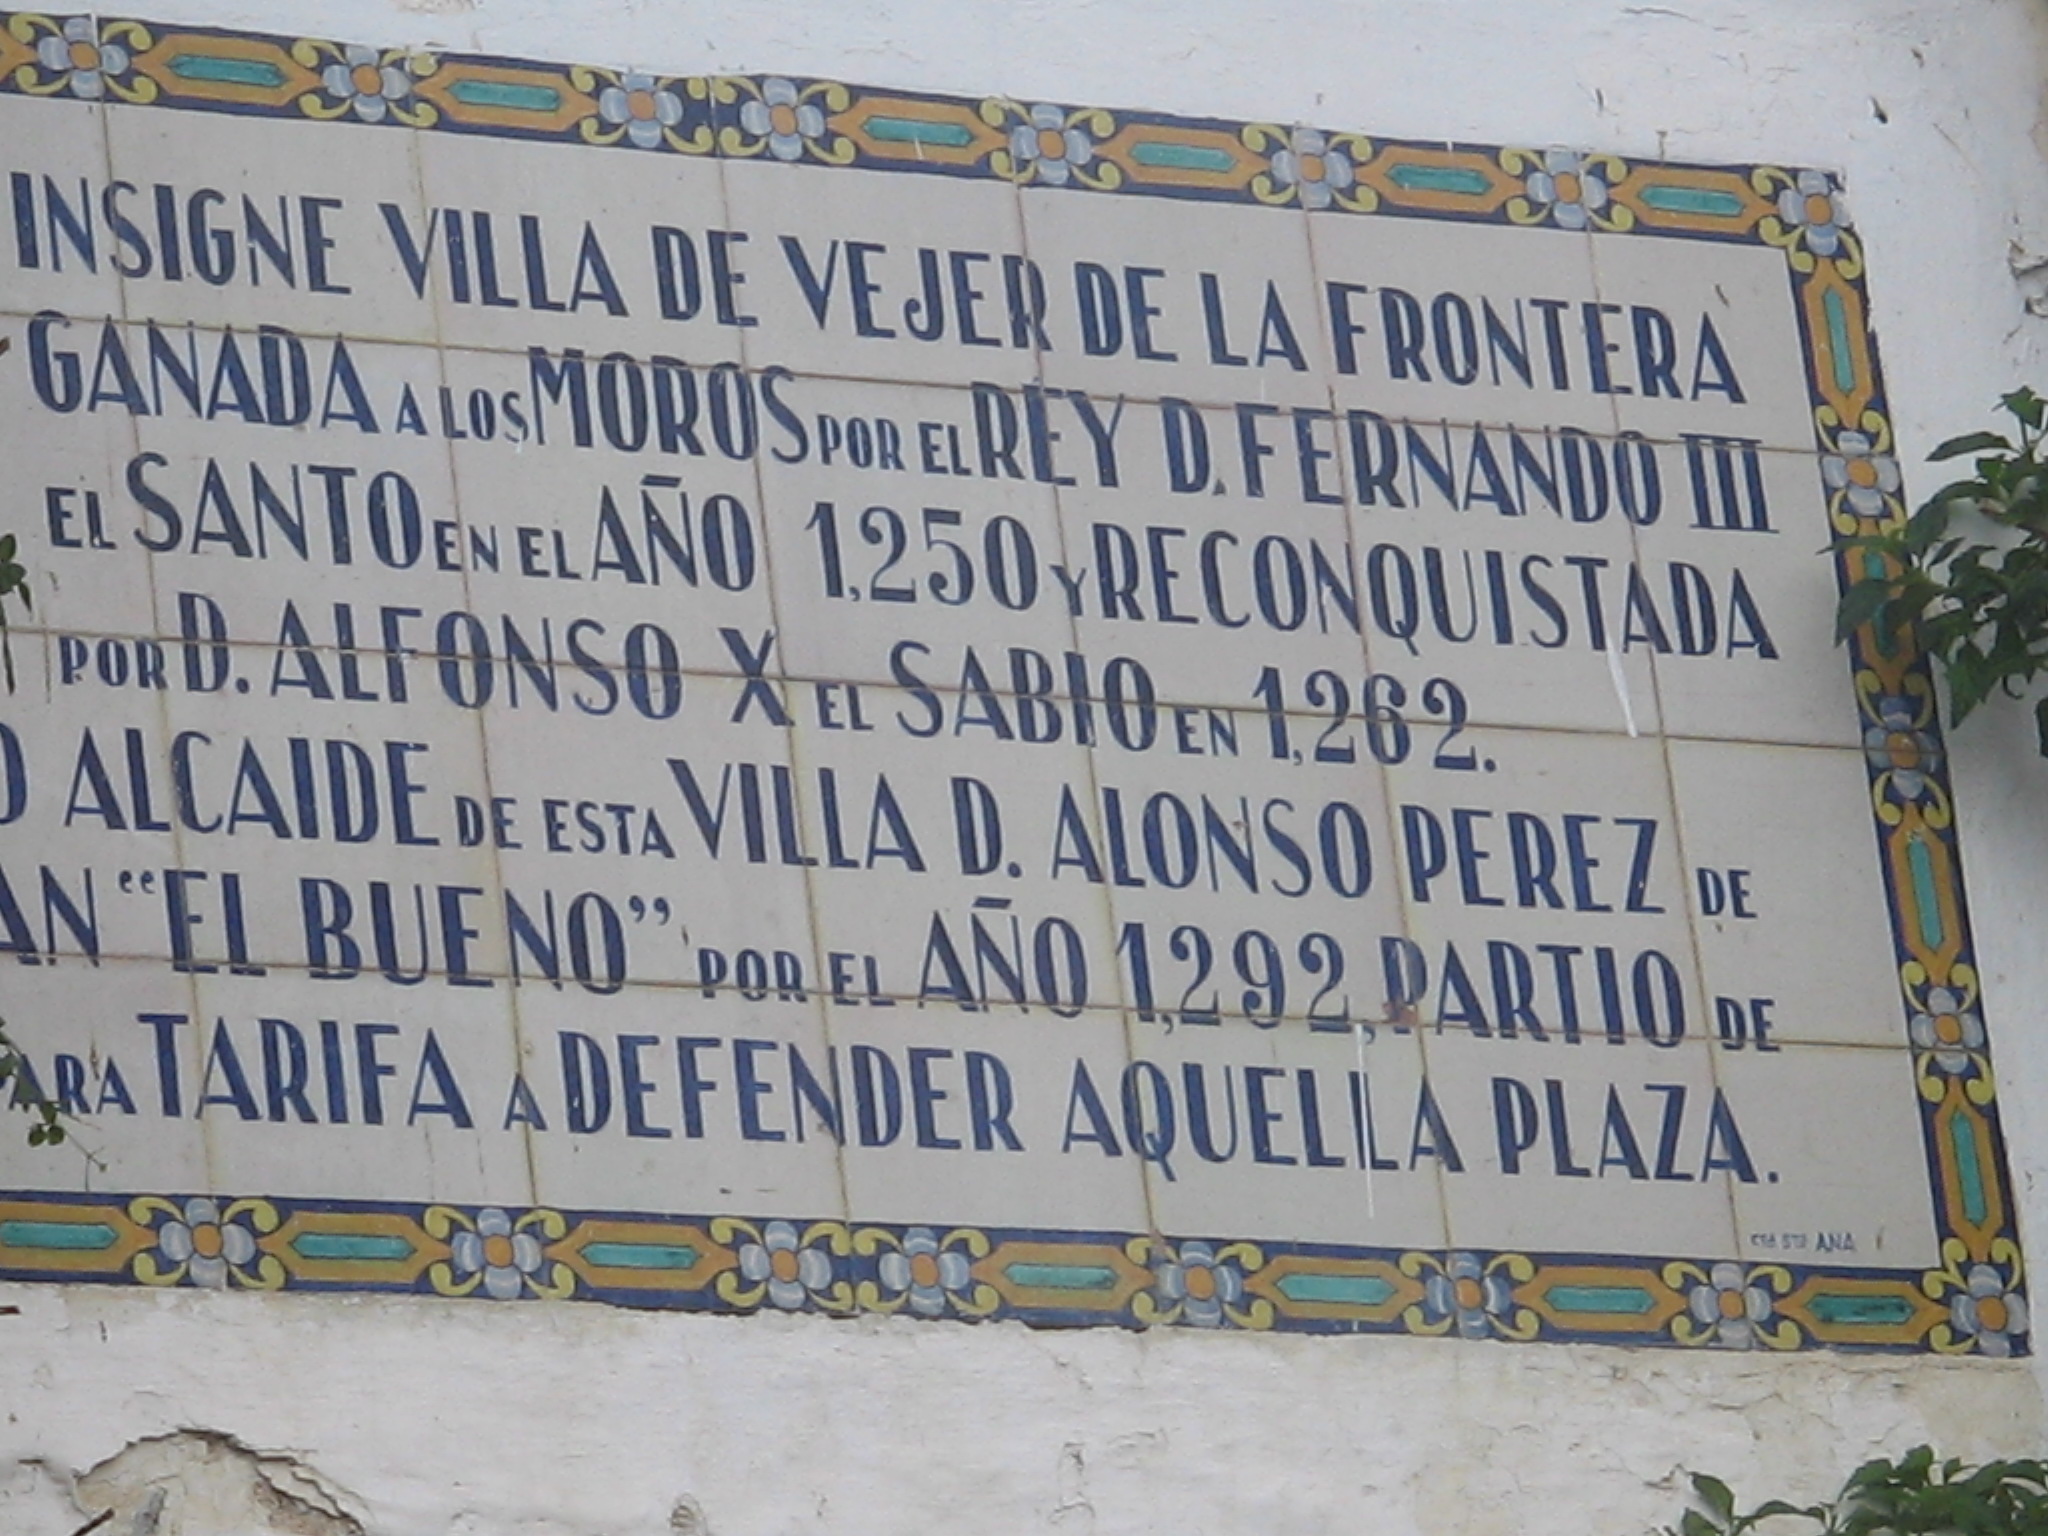 INSIGNE VILLA DE VEJER DE LA FRONTERA
GANADA A LOS MOROS POR EL REY D. FERNANDO III
EL SANTO EN EL AÑO 1,250 Y RECONQUISTADA
POR D. ALFONSO X EL SABIO EN 1,262.
ALCAIDE DE ESTA VILLA D. ALONSO PEREZ DE
“EL BUENO” POR EL AÑO 1,292, PARTIO DE
TARIFA A DEFENDER AQUELLA PLAZA.
ANA